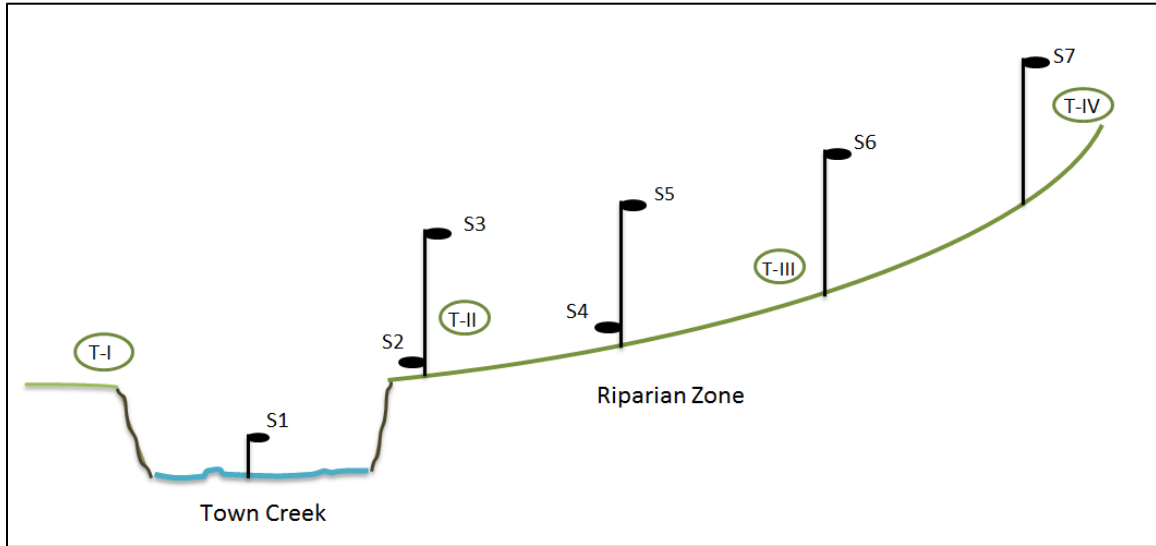 S7
T-IV
S6
S5
S3
T-III
S4
T-II
S2
T-I
Riparian Zone
S1
Town Creek